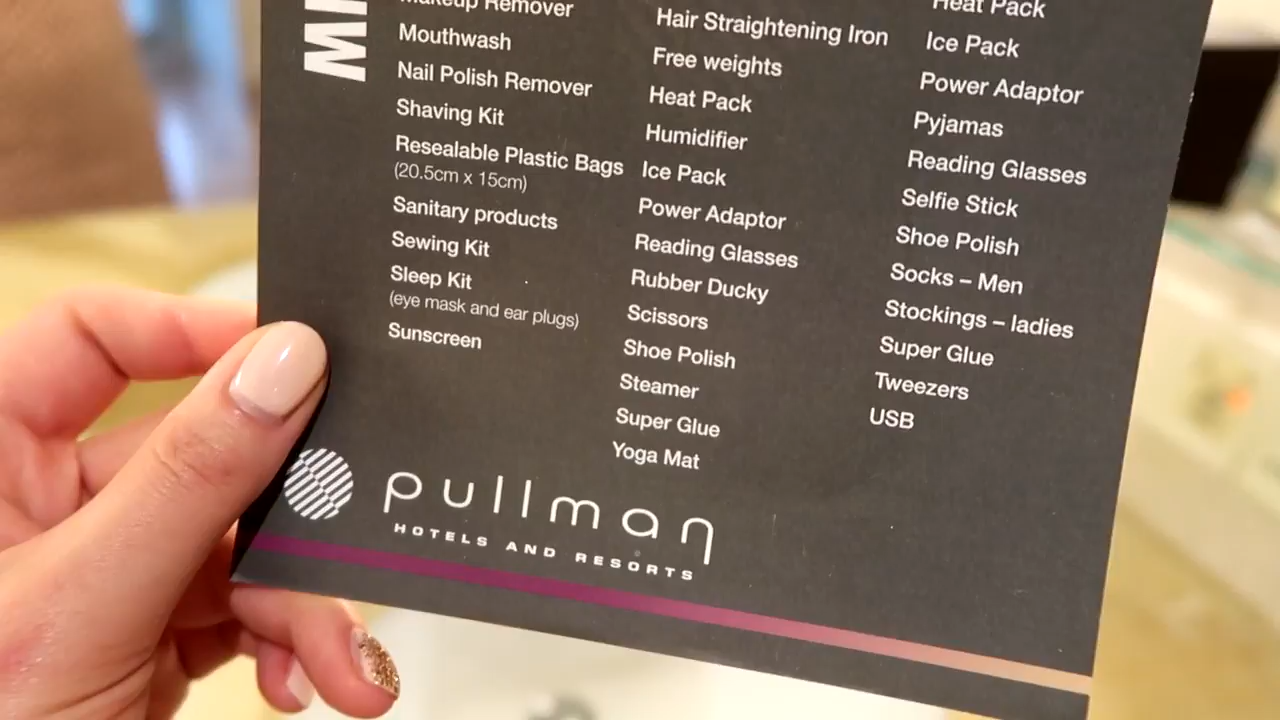 Makeup Remover
Mouthwash
Nail Polish Remover
Shaving Kit
Resealable Plastic Bags
(20.5cm x 15cm)
Sanitary products
Sewing Kit
Sleep Kit
(eye mask and ear plugs)
Sunscreen
Hair Straightening Iron
Free weights
Heat Pack
Humidifier
Ice Pack
Power Adaptor
Reading Glasses
Rubber Ducky
Scissors
Shoe Polish
Steamer
Super Glue
Yoga Mat
Heat Pack
Ice Pack
Power Adaptor
Pyjamas
Reading Glasses
Selfie Stick
Shoe Polish
Socks – Men
Stockings – ladies
Super Glue
Tweezers
USB
pullman
HOTELS AND RESORTS